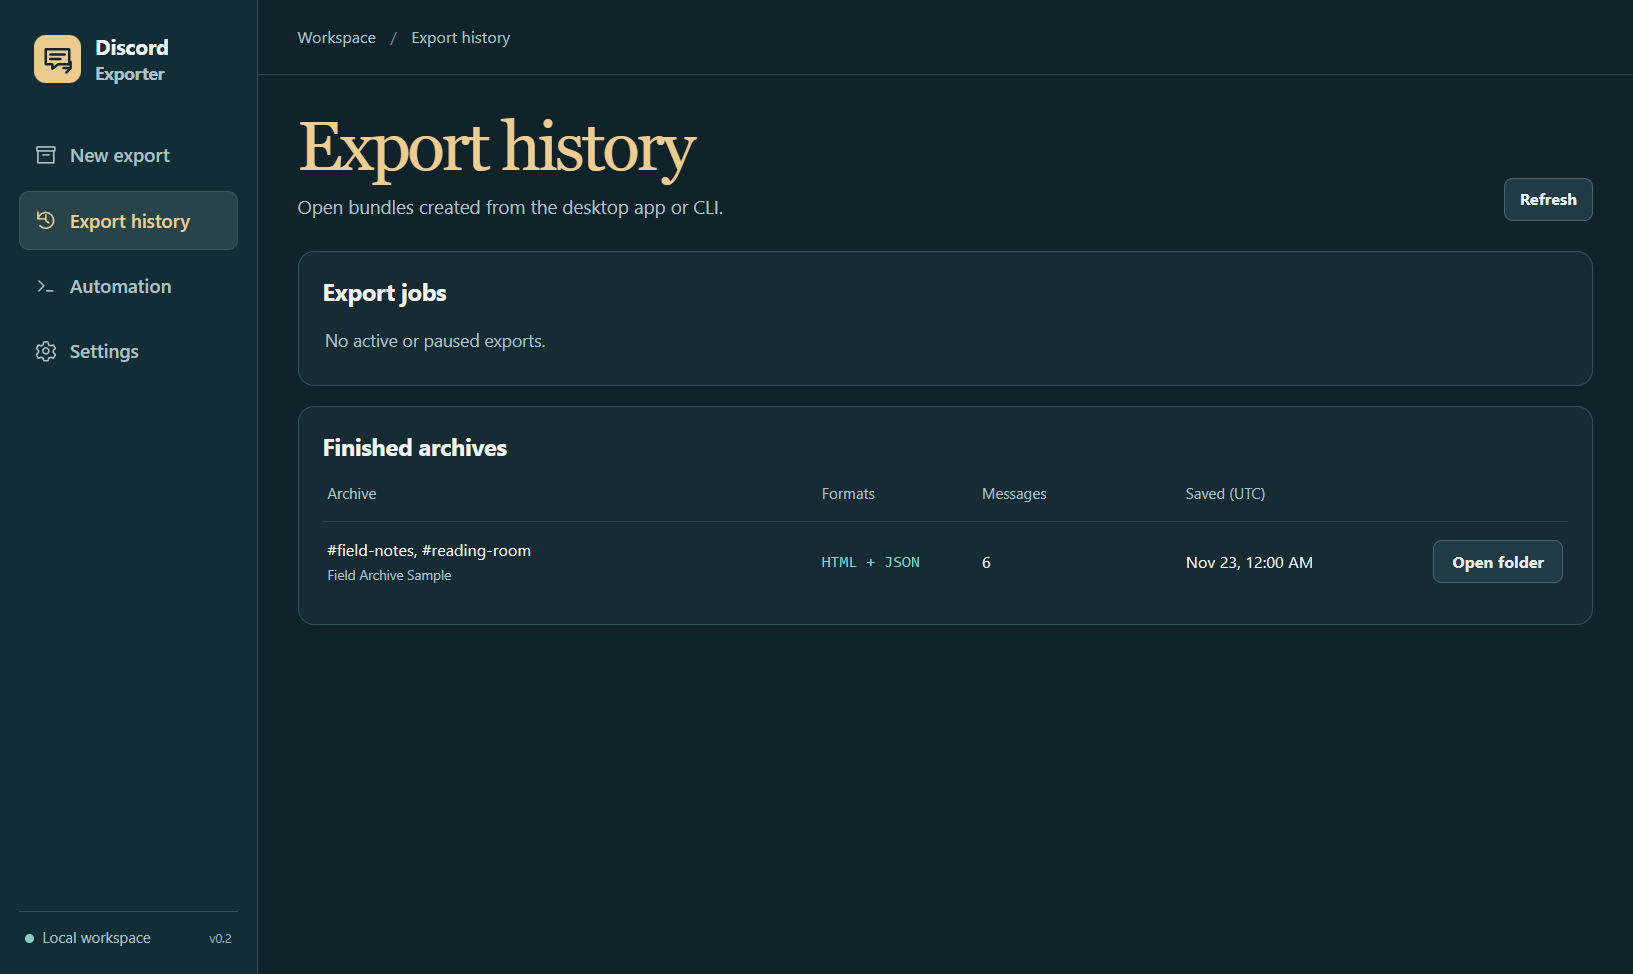 Discord
Exporter
New export
Export history
Automation
Settings
Local workspace v0.2
Workspace / Export history
Export history
Open bundles created from the desktop app or CLI.
Refresh
Export jobs
No active or paused exports.
Finished archives
Archive Formats Messages Saved (UTC)
#field-notes, #reading-room
Field Archive Sample
HTML + JSON 6 Nov 23, 12:00 AM Open folder